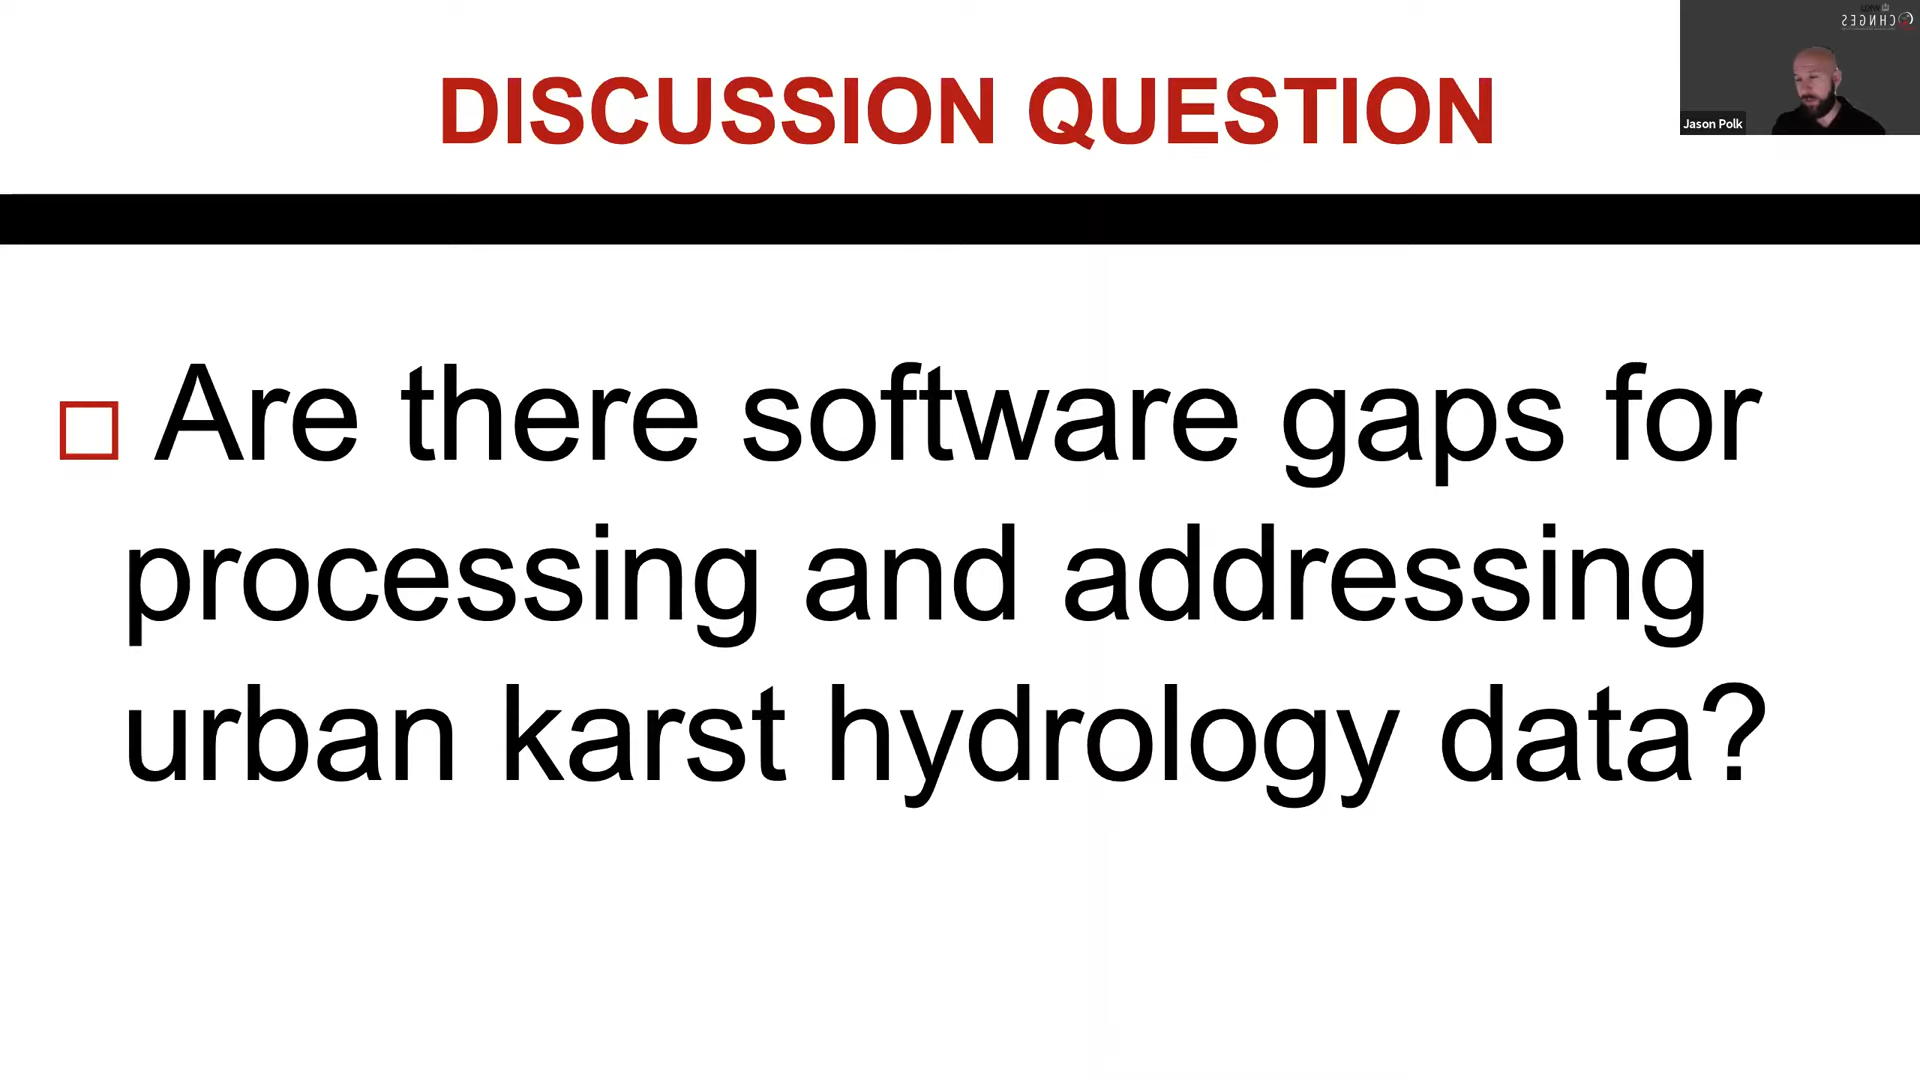 DISCUSSION QUESTION
Jason Polk
Are there software gaps for
processing and addressing
urban karst hydrology data?